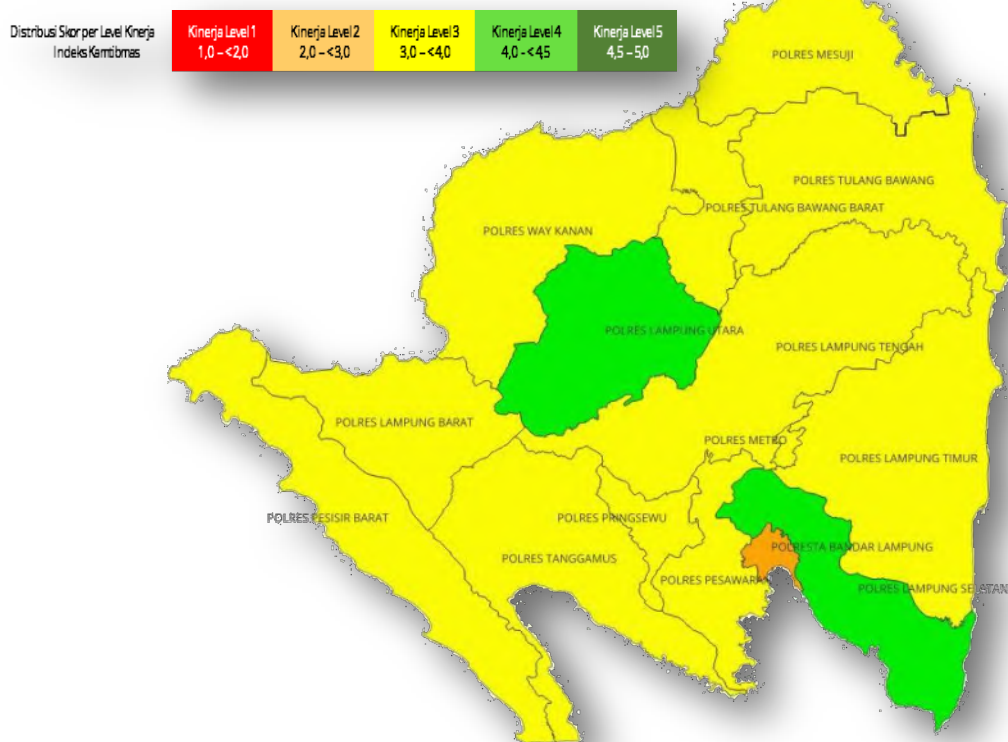 Distribusi Skor per Level Kinerja
Indeks Kamtibmas
Kinerja Level 1
1,0 – <2,0
Kinerja Level 2
2,0 – <3,0
Kinerja Level 3
3,0 – <4,0
Kinerja Level 4
4,0 - <4,5
Kinerja Level 5
4,5 – 5,0
POLRES MESUJI
POLRES TULANG BAWANG
POLRES TULANG BAWANG BARAT
POLRES WAY KANAN
POLRES LAMPUNG UTARA
POLRES LAMPUNG TENGAH
POLRES LAMPUNG BARAT
POLRES METRO
POLRES LAMPUNG TIMUR
POLRES PESISIR BARAT
POLRES PRINGSEWU
POLRESTA BANDAR LAMPUNG
POLRES TANGGAMUS
POLRES PESAWARAN
POLRES LAMPUNG SELATAN